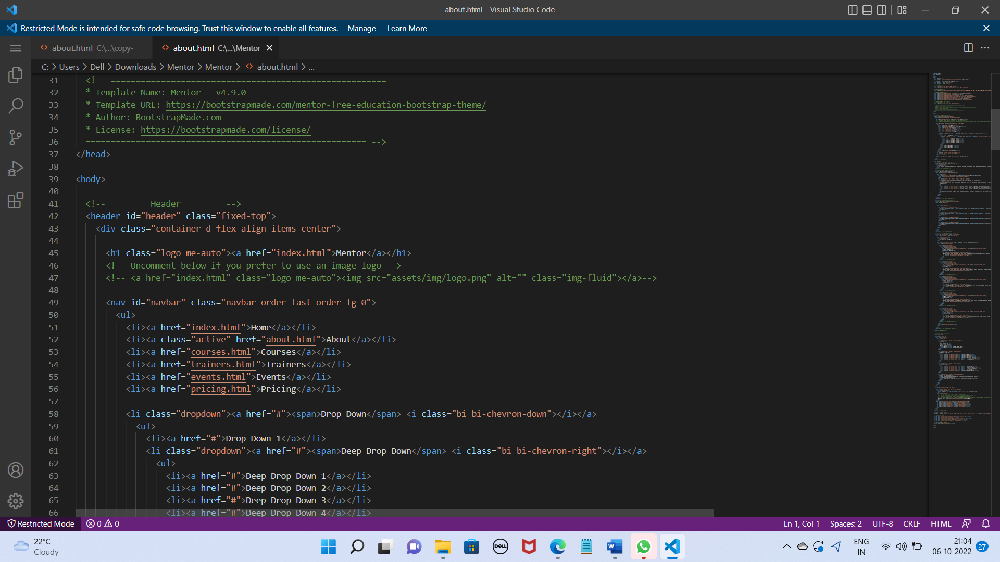 about.html - Visual Studio Code
Restricted Mode is intended for safe code browsing. Trust this window to enable all features. Manage Learn More
about.html C:\...\copy- about.html C:\...\Mentor
C: > Users > Dell > Downloads > Mentor > Mentor > about.html > ...
31 <!-- =======================================================
32 * Template Name: Mentor - v4.9.0
33 * Template URL: https://bootstrapmade.com/mentor-free-education-bootstrap-theme/
34 * Author: BootstrapMade.com
35 * License: https://bootstrapmade.com/license/
36 ======================================================== -->
37 </head>
38
39 <body>
40
41 <!-- ======= Header ======= -->
42 <header id="header" class="fixed-top">
43 <div class="container d-flex align-items-center">
44
45 <h1 class="logo me-auto"><a href="index.html">Mentor</a></h1>
46 <!-- Uncomment below if you prefer to use an image logo -->
47 <!-- <a href="index.html" class="logo me-auto"><img src="assets/img/logo.png" alt="" class="img-fluid"></a>-->
48
49 <nav id="navbar" class="navbar order-last order-lg-0">
50 <ul>
51 <li><a href="index.html">Home</a></li>
52 <li><a class="active" href="about.html">About</a></li>
53 <li><a href="courses.html">Courses</a></li>
54 <li><a href="trainers.html">Trainers</a></li>
55 <li><a href="events.html">Events</a></li>
56 <li><a href="pricing.html">Pricing</a></li>
57
58 <li class="dropdown"><a href="#"><span>Drop Down</span> <i class="bi bi-chevron-down"></i></a>
59 <ul>
60 <li><a href="#">Drop Down 1</a></li>
61 <li class="dropdown"><a href="#"><span>Deep Drop Down</span> <i class="bi bi-chevron-right"></i></a>
62 <ul>
63 <li><a href="#">Deep Drop Down 1</a></li>
64 <li><a href="#">Deep Drop Down 2</a></li>
65 <li><a href="#">Deep Drop Down 3</a></li>
66 <li><a href="#">Deep Drop Down 4</a></li>
Restricted Mode 0 0 Ln 1, Col 1 Spaces: 2 UTF-8 CRLF HTML
22°C
Cloudy
DELL
W
ENG
IN
21:04
06-10-2022
27